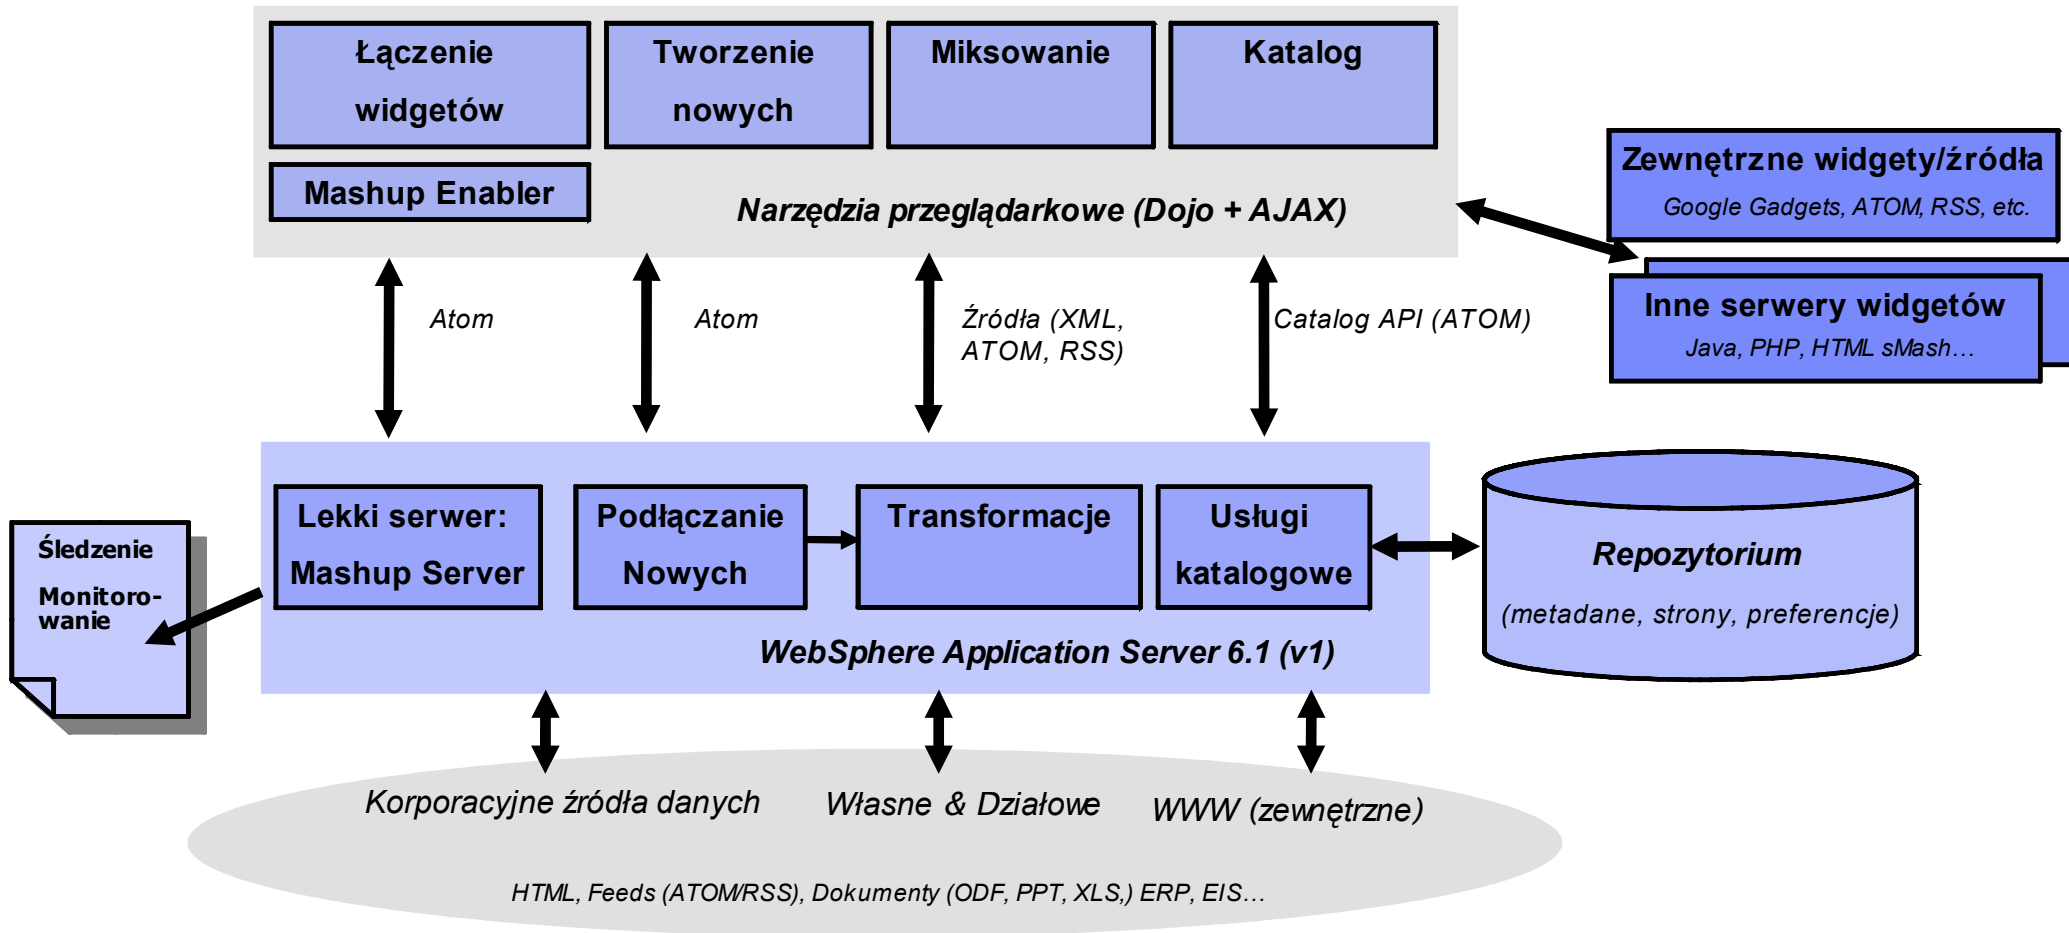 Łączenie
widgetów
Tworzenie
nowych
Miksowanie
Katalog
Mashup Enabler
Narzędzia przeglądarkowe (Dojo + AJAX)
Zewnętrzne widgety/źródła
Google Gadgets, ATOM, RSS, etc.
Inne serwery widgetów
Java, PHP, HTML sMash…
Atom
Atom
Źródła (XML,
ATOM, RSS)
Catalog API (ATOM)
Lekki serwer:
Mashup Server
Podłączanie
Nowych
Transformacje
Usługi
katalogowe
WebSphere Application Server 6.1 (v1)
Repozytorium
(metadane, strony, preferencje)
Śledzenie
Monitoro-
wanie
Korporacyjne źródła danych
Własne & Działowe
WWW (zewnętrzne)
HTML, Feeds (ATOM/RSS), Dokumenty (ODF, PPT, XLS,) ERP, EIS…